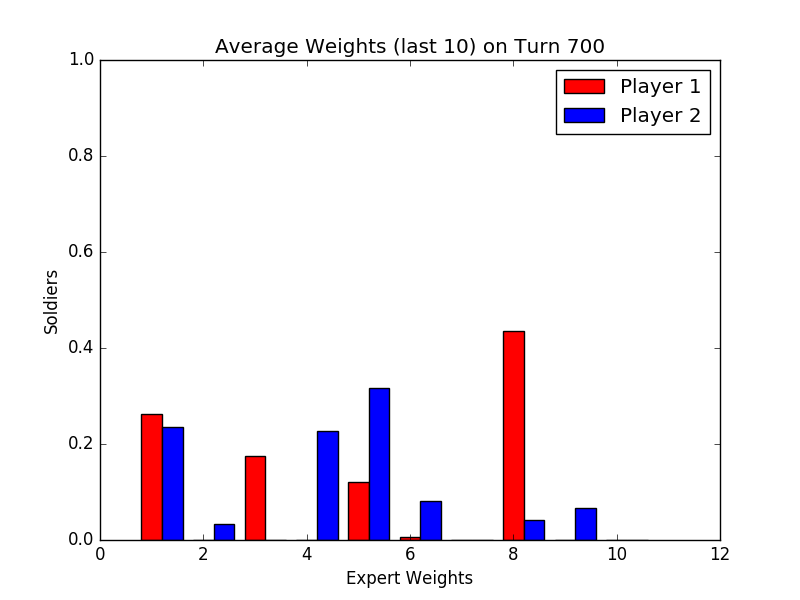 Average Weights (last 10) on Turn 700
Player 1
Player 2
1.0
0.8
0.6
0.4
0.2
0.0
Soldiers
0 2 4 6 8 10 12
Expert Weights